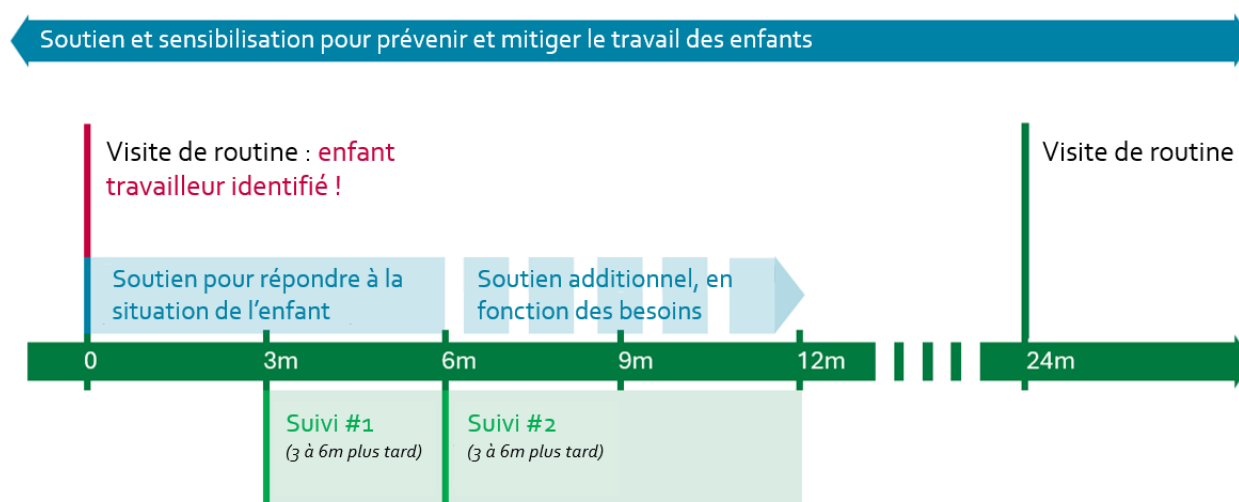 Soutien et sensibilisation pour prévenir et mitiger le travail des enfants
Visite de routine : enfant
travailleur identifié !
Visite de routine
Soutien pour répondre à la
situation de l'enfant
Soutien additionnel, en
fonction des besoins
0
3m
6m
9m
12m
24m
Suivi #1
(3 à 6m plus tard)
Suivi #2
(3 à 6m plus tard)